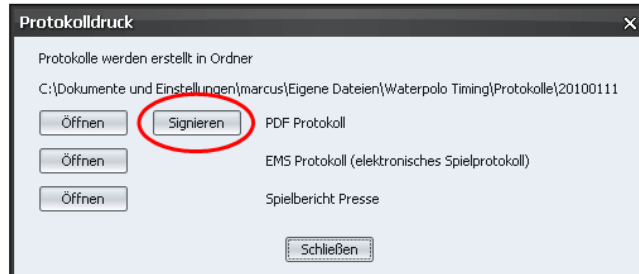 Protokolldruck
Protokolle werden erstellt in Ordner
C:\Dokumente und Einstellungen\marcus\Eigene Dateien\Waterpolo Timing\Protokolle\20100111
Öffnen Signieren PDF Protokoll
Öffnen EMS Protokoll (elektronisches Spielprotokoll)
Öffnen Spielbericht Presse
Schließen